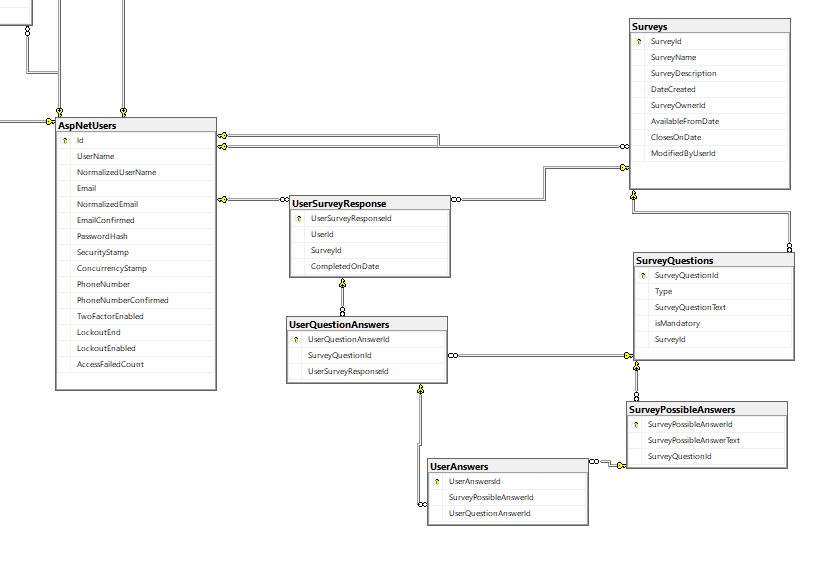 Surveys
SurveyId
SurveyName
SurveyDescription
DateCreated
SurveyOwnerId
AvailableFromDate
ClosesOnDate
ModifiedByUserId
AspNetUsers
Id
UserName
NormalizedUserName
Email
NormalizedEmail
EmailConfirmed
PasswordHash
SecurityStamp
ConcurrencyStamp
PhoneNumber
PhoneNumberConfirmed
TwoFactorEnabled
LockoutEnd
LockoutEnabled
AccessFailedCount
UserSurveyResponse
UserSurveyResponseId
UserId
SurveyId
CompletedOnDate
SurveyQuestions
SurveyQuestionId
Type
SurveyQuestionText
isMandatory
SurveyId
UserQuestionAnswers
UserQuestionAnswerId
SurveyQuestionId
UserSurveyResponseId
SurveyPossibleAnswers
SurveyPossibleAnswerId
SurveyPossibleAnswerText
SurveyQuestionId
UserAnswers
UserAnswersId
SurveyPossibleAnswerId
UserQuestionAnswerId